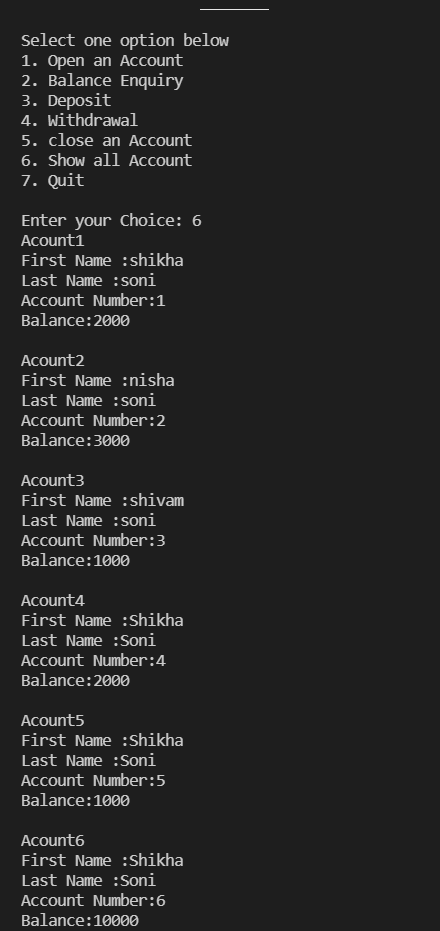 Select one option below
1. Open an Account
2. Balance Enquiry
3. Deposit
4. Withdrawal
5. close an Account
6. Show all Account
7. Quit
Enter your Choice: 6
Acount1
First Name :shikha
Last Name :soni
Account Number:1
Balance:2000
Acount2
First Name :nisha
Last Name :soni
Account Number:2
Balance:3000
Acount3
First Name :shivam
Last Name :soni
Account Number:3
Balance:1000
Acount4
First Name :Shikha
Last Name :Soni
Account Number:4
Balance:2000
Acount5
First Name :Shikha
Last Name :Soni
Account Number:5
Balance:1000
Acount6
First Name :Shikha
Last Name :Soni
Account Number:6
Balance:10000